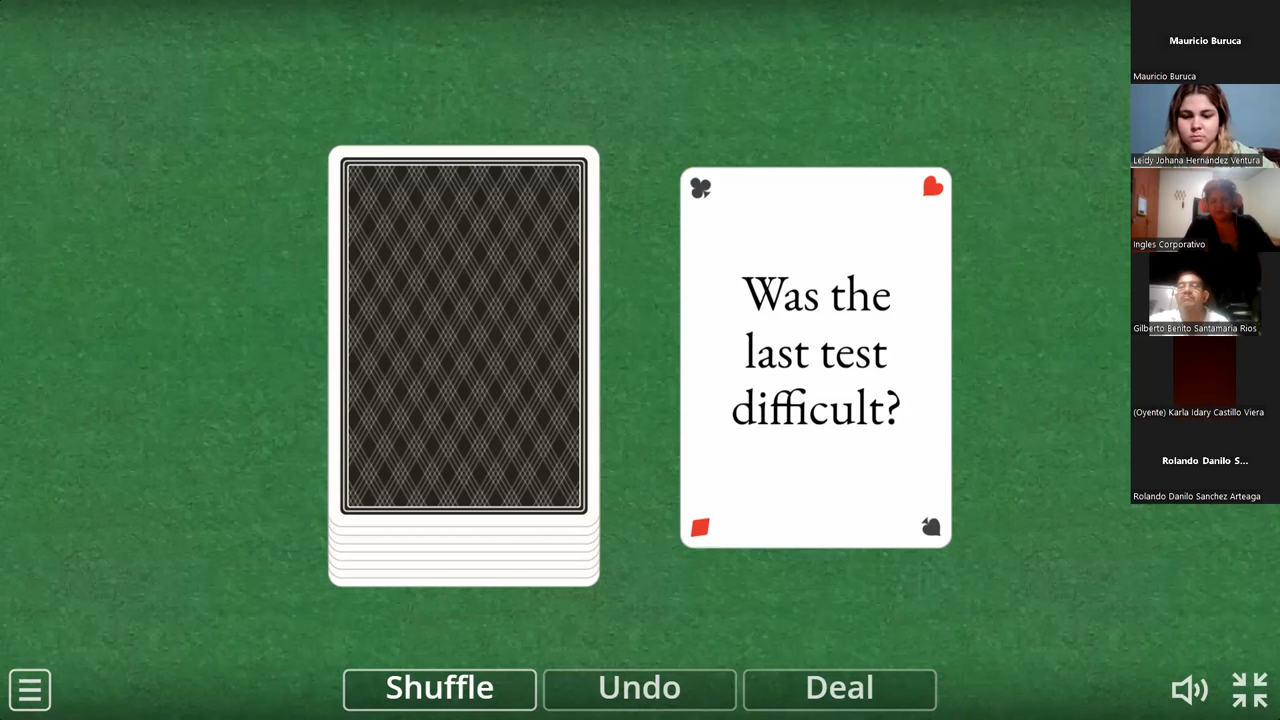 Was the
last test
difficult?
Shuffle
Undo
Deal
Mauricio Buruca
Mauricio Buruca
Leidy Johana Hernández Ventura
Ingles Corporativo
Gilberto Benito Santamaria Rios
(Oyente) Karla Idary Castillo Viera
Rolando Danilo S...
Rolando Danilo Sanchez Arteaga